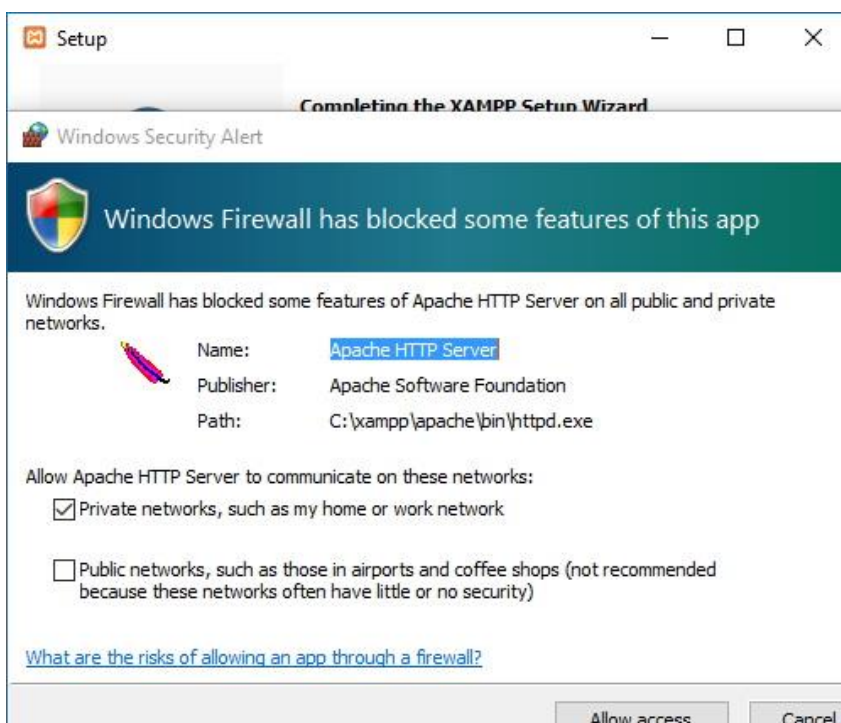 Setup
Completing the XAMPP Setup Wizard
Windows Security Alert
Windows Firewall has blocked some features of this app
Windows Firewall has blocked some features of Apache HTTP Server on all public and private
networks.
Name: Apache HTTP Server
Publisher: Apache Software Foundation
Path: C:\xampp\apache\bin\httpd.exe
Allow Apache HTTP Server to communicate on these networks:
Private networks, such as my home or work network
Public networks, such as those in airports and coffee shops (not recommended
because these networks often have little or no security)
What are the risks of allowing an app through a firewall?
Allow access Cancel